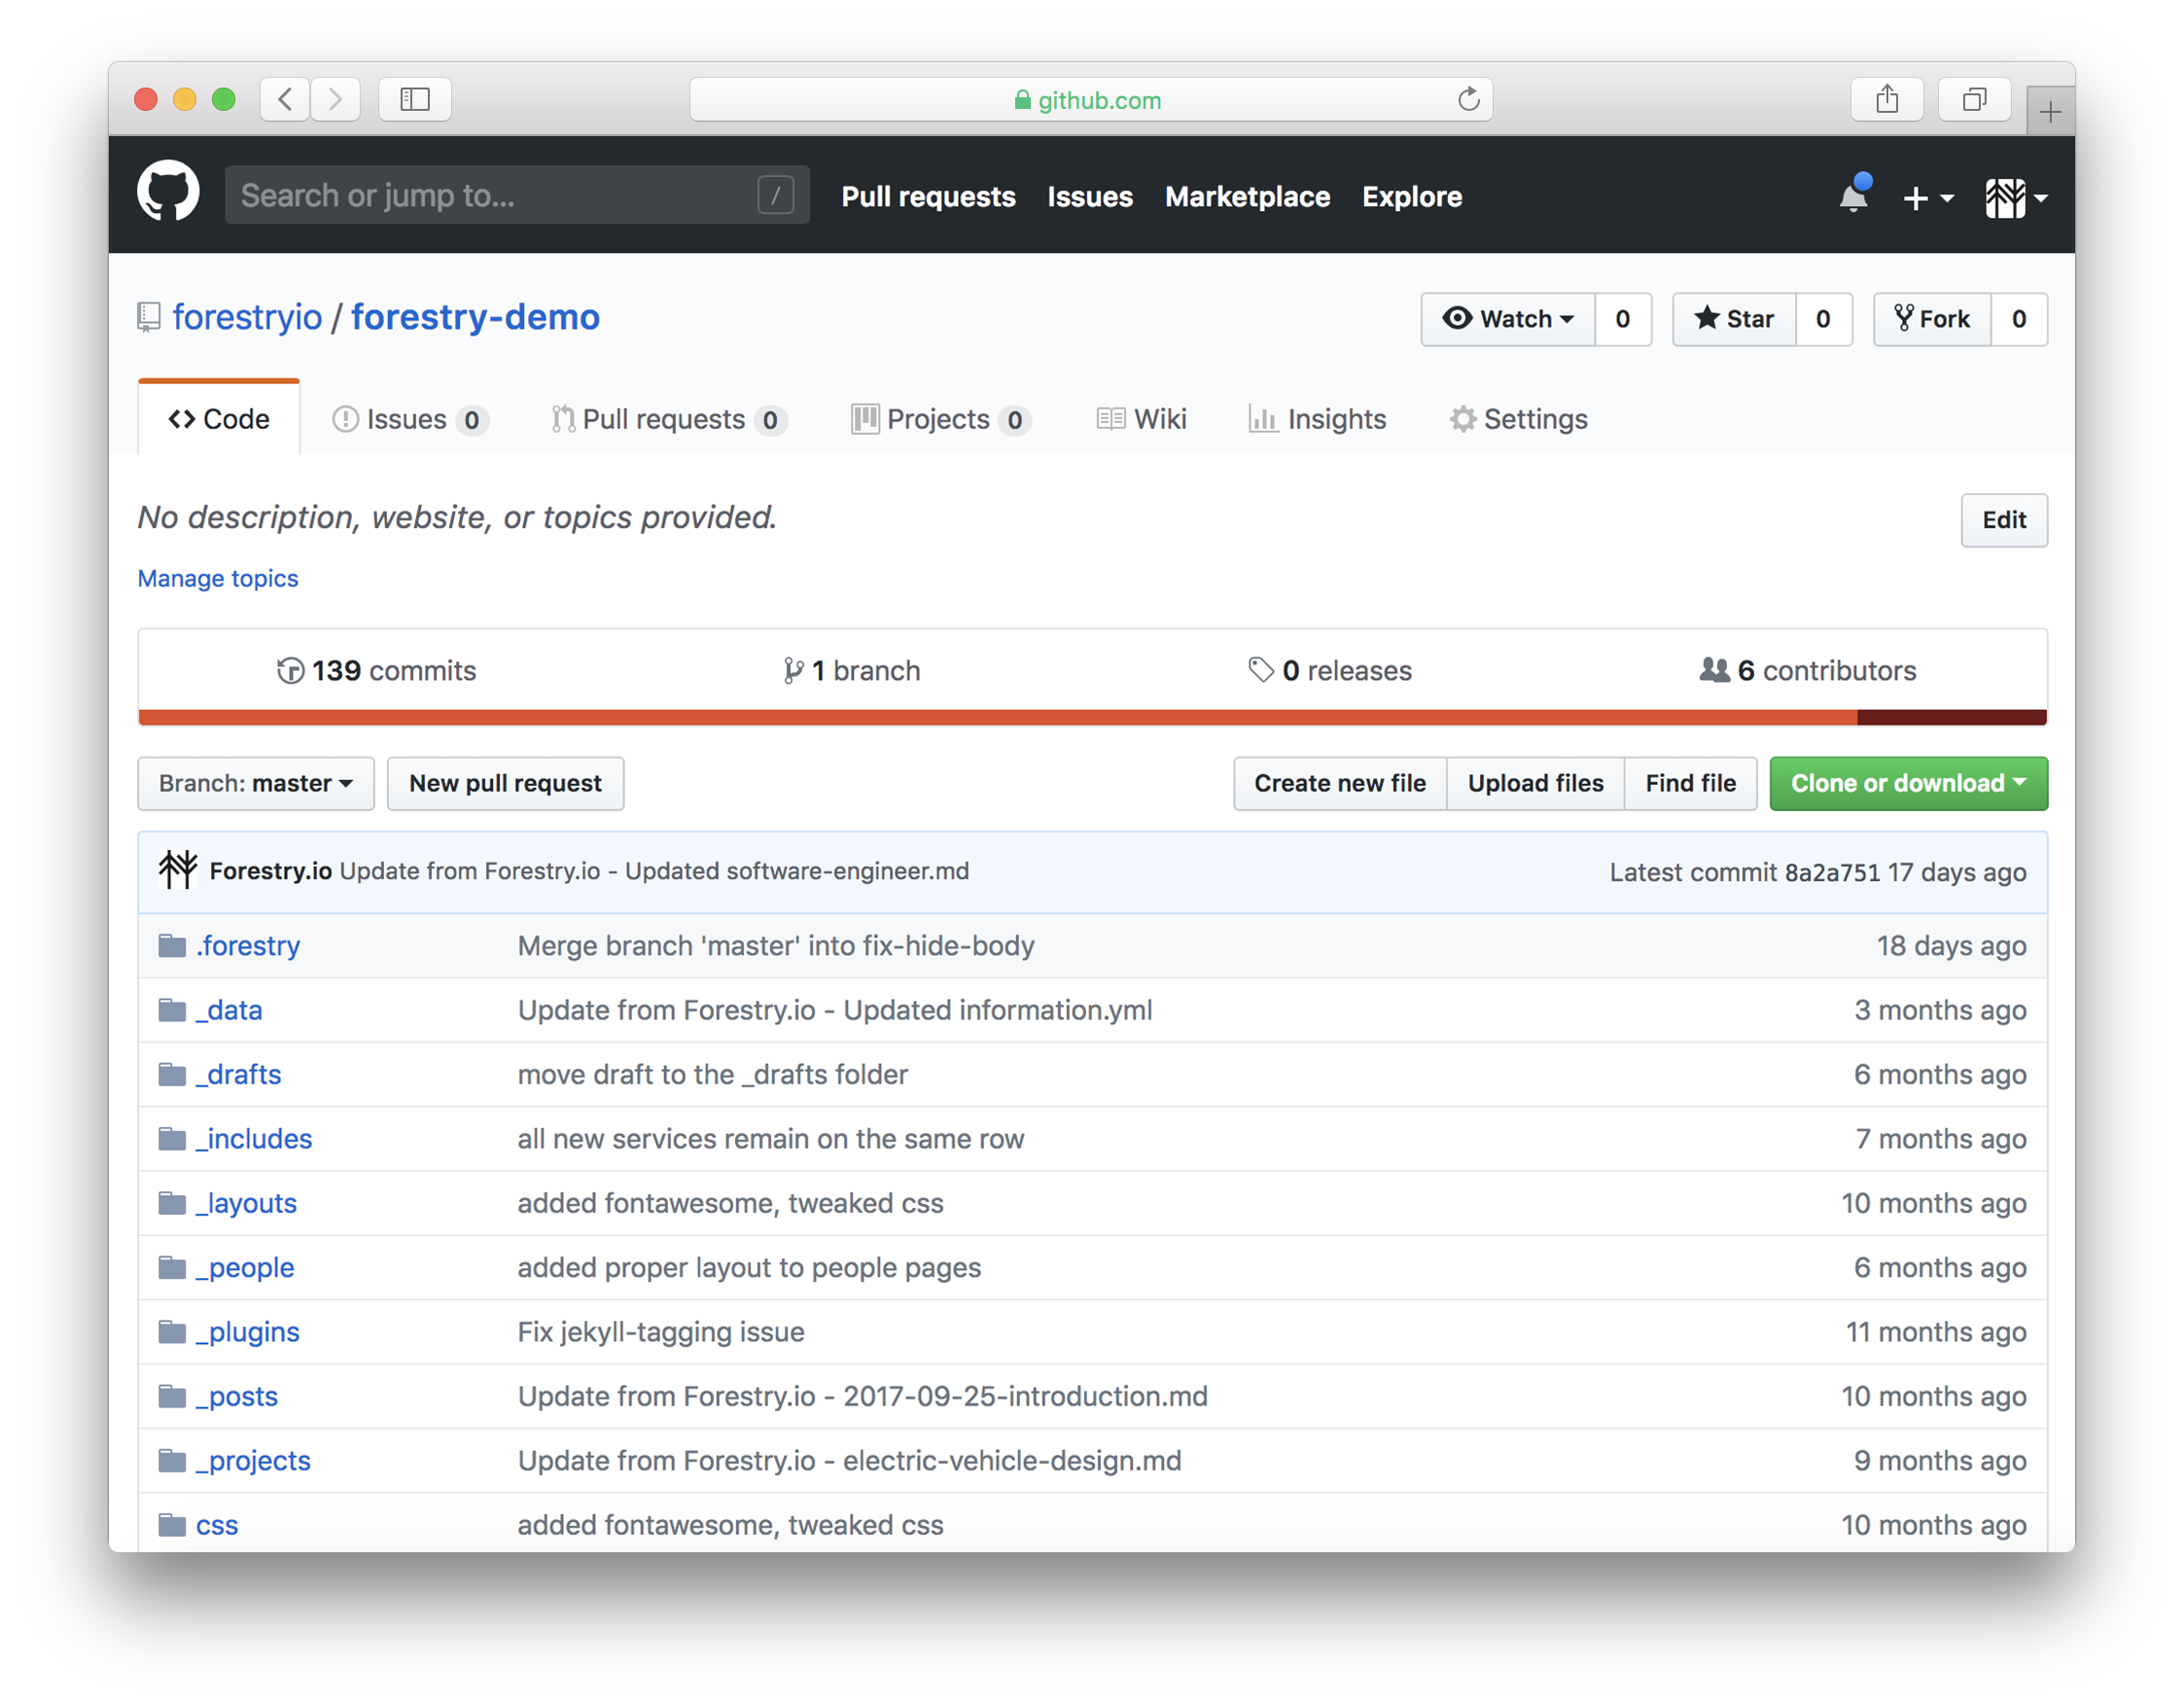 github.com
Search or jump to... / Pull requests Issues Marketplace Explore
forestryio / forestry-demo Watch 0 Star 0 Fork 0
Code Issues 0 Pull requests 0 Projects 0 Wiki Insights Settings
No description, website, or topics provided. Edit
Manage topics
139 commits 1 branch 0 releases 6 contributors
Branch: master New pull request Create new file Upload files Find file Clone or download
Forestry.io Update from Forestry.io - Updated software-engineer.md Latest commit 8a2a751 17 days ago
.forestry Merge branch 'master' into fix-hide-body 18 days ago
_data Update from Forestry.io - Updated information.yml 3 months ago
_drafts move draft to the _drafts folder 6 months ago
_includes all new services remain on the same row 7 months ago
_layouts added fontawesome, tweaked css 10 months ago
_people added proper layout to people pages 6 months ago
_plugins Fix jekyll-tagging issue 11 months ago
_posts Update from Forestry.io - 2017-09-25-introduction.md 10 months ago
_projects Update from Forestry.io - electric-vehicle-design.md 9 months ago
css added fontawesome, tweaked css 10 months ago